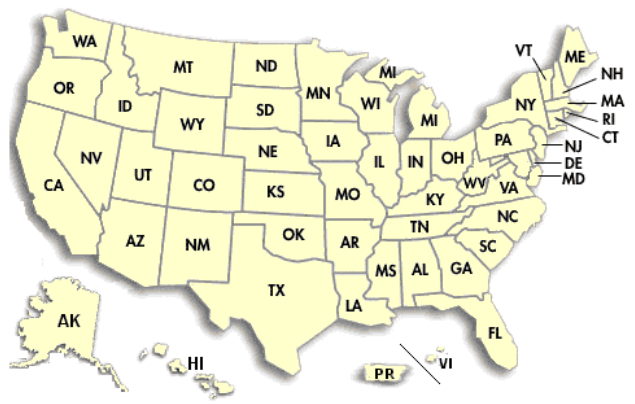 WA
MT
ND
MN
MI
VT
ME
NH
OR
ID
SD
WI
MI
NY
MA
RI
CT
WY
IA
PA
NJ
NE
IL
IN
OH
DE
MD
NV
UT
CO
KS
MO
KY
WV
VA
CA
AZ
NM
OK
AR
TN
NC
SC
TX
LA
MS
AL
GA
FL
AK
HI
PR
VI